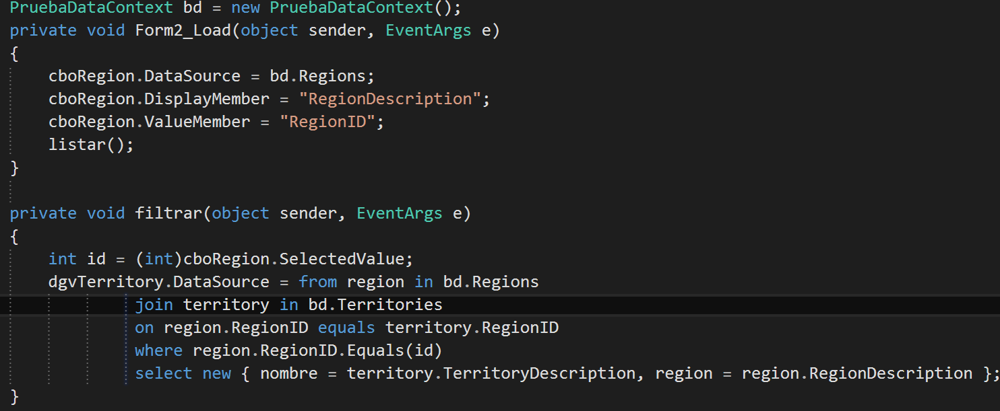 PruebaDataContext bd = new PruebaDataContext();
private void Form2_Load(object sender, EventArgs e)
{
    cboRegion.DataSource = bd.Regions;
    cboRegion.DisplayMember = "RegionDescription";
    cboRegion.ValueMember = "RegionID";
    listar();
}

private void filtrar(object sender, EventArgs e)
{
    int id = (int)cboRegion.SelectedValue;
    dgvTerritory.DataSource = from region in bd.Regions
             join territory in bd.Territories
             on region.RegionID equals territory.RegionID
             where region.RegionID.Equals(id)
             select new { nombre = territory.TerritoryDescription, region = region.RegionDescription };
}